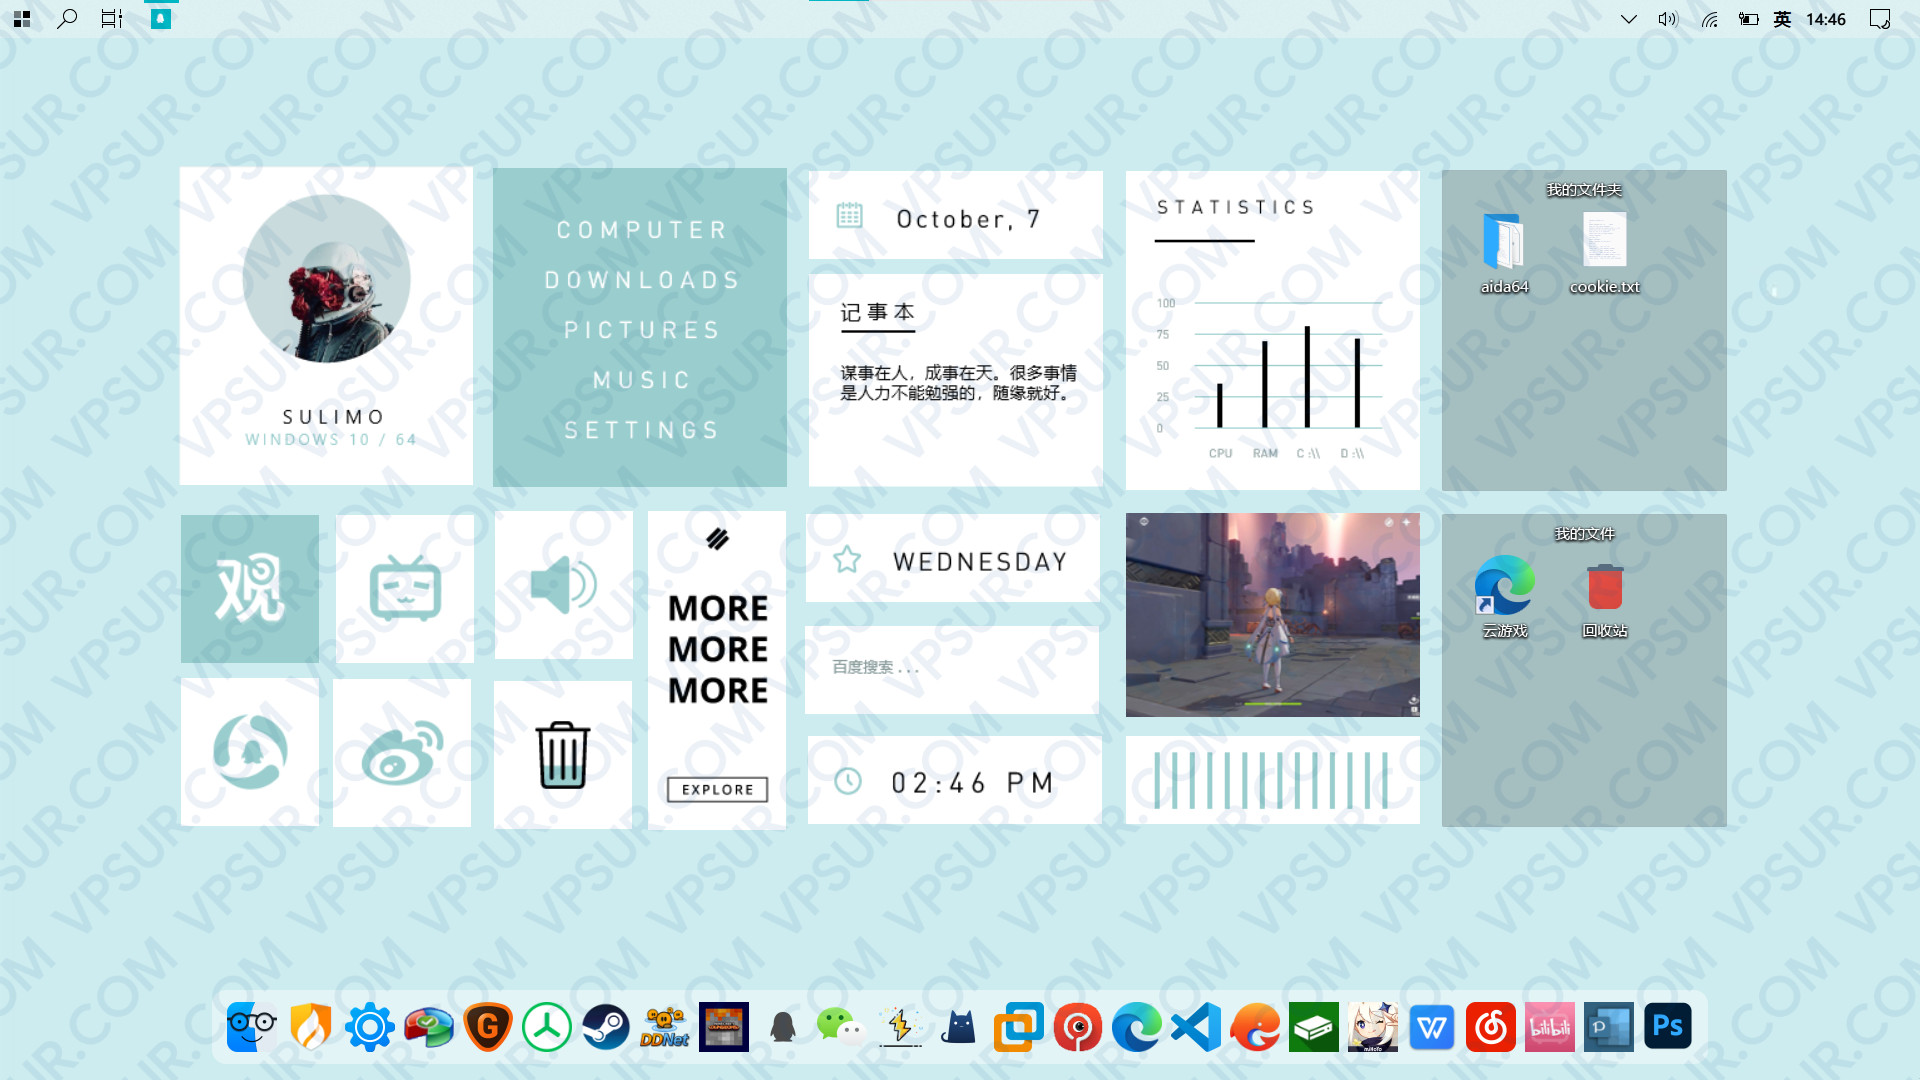 英
14:46
SULIMO
WINDOWS 10 / 64
COMPUTER
DOWNLOADS
PICTURES
MUSIC
SETTINGS
October, 7
记事本
谋事在人，成事在天。很多事情
是人力不能勉强的，随缘就好。
STATISTICS
100
75
50
25
0
CPU RAM C :\\ D :\\
我的文件夹
aida64
cookie.txt
观
MORE
MORE
MORE
EXPLORE
WEDNESDAY
百度搜索 . . .
02:46 PM
我的文件
云游戏
回收站
G
DDNet
miHoYo
W
bilibili
P
Ps
VPSUR.COM